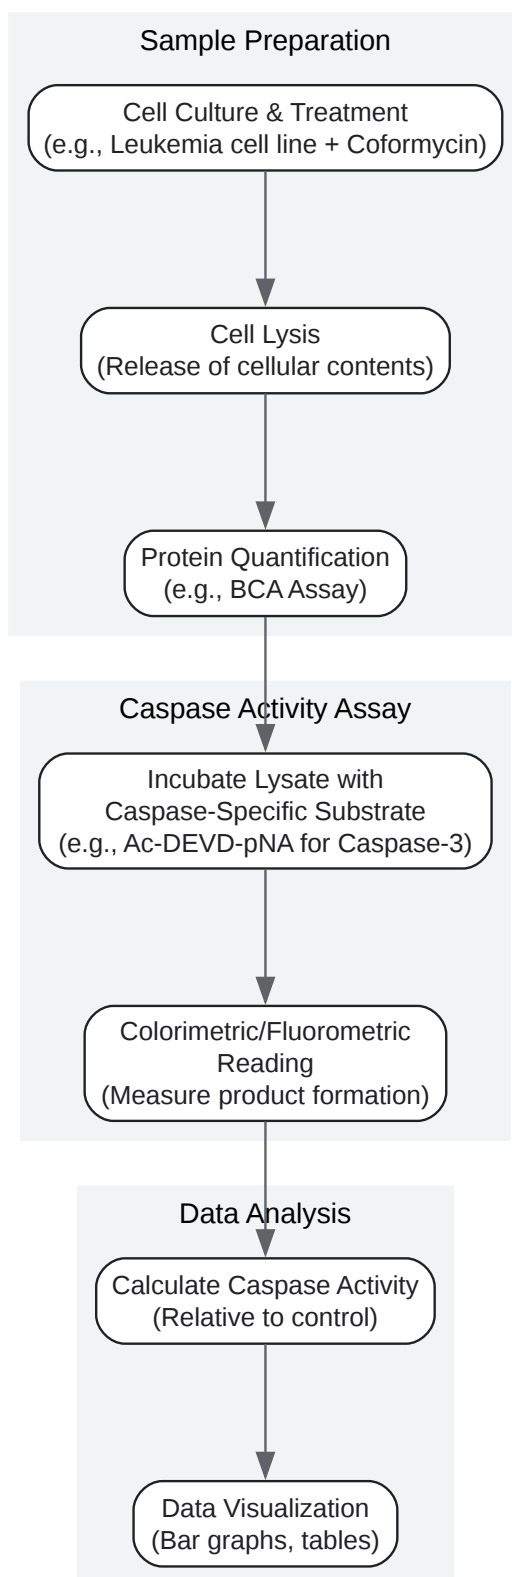 Sample Preparation
Cell Culture & Treatment
(e.g., Leukemia cell line + Coformycin)
Cell Lysis
(Release of cellular contents)
Protein Quantification
(e.g., BCA Assay)
Caspase Activity Assay
Incubate Lysate with
Caspase-Specific Substrate
(e.g., Ac-DEVD-pNA for Caspase-3)
Colorimetric/Fluorometric
Reading
(Measure product formation)
Data Analysis
Calculate Caspase Activity
(Relative to control)
Data Visualization
(Bar graphs, tables)